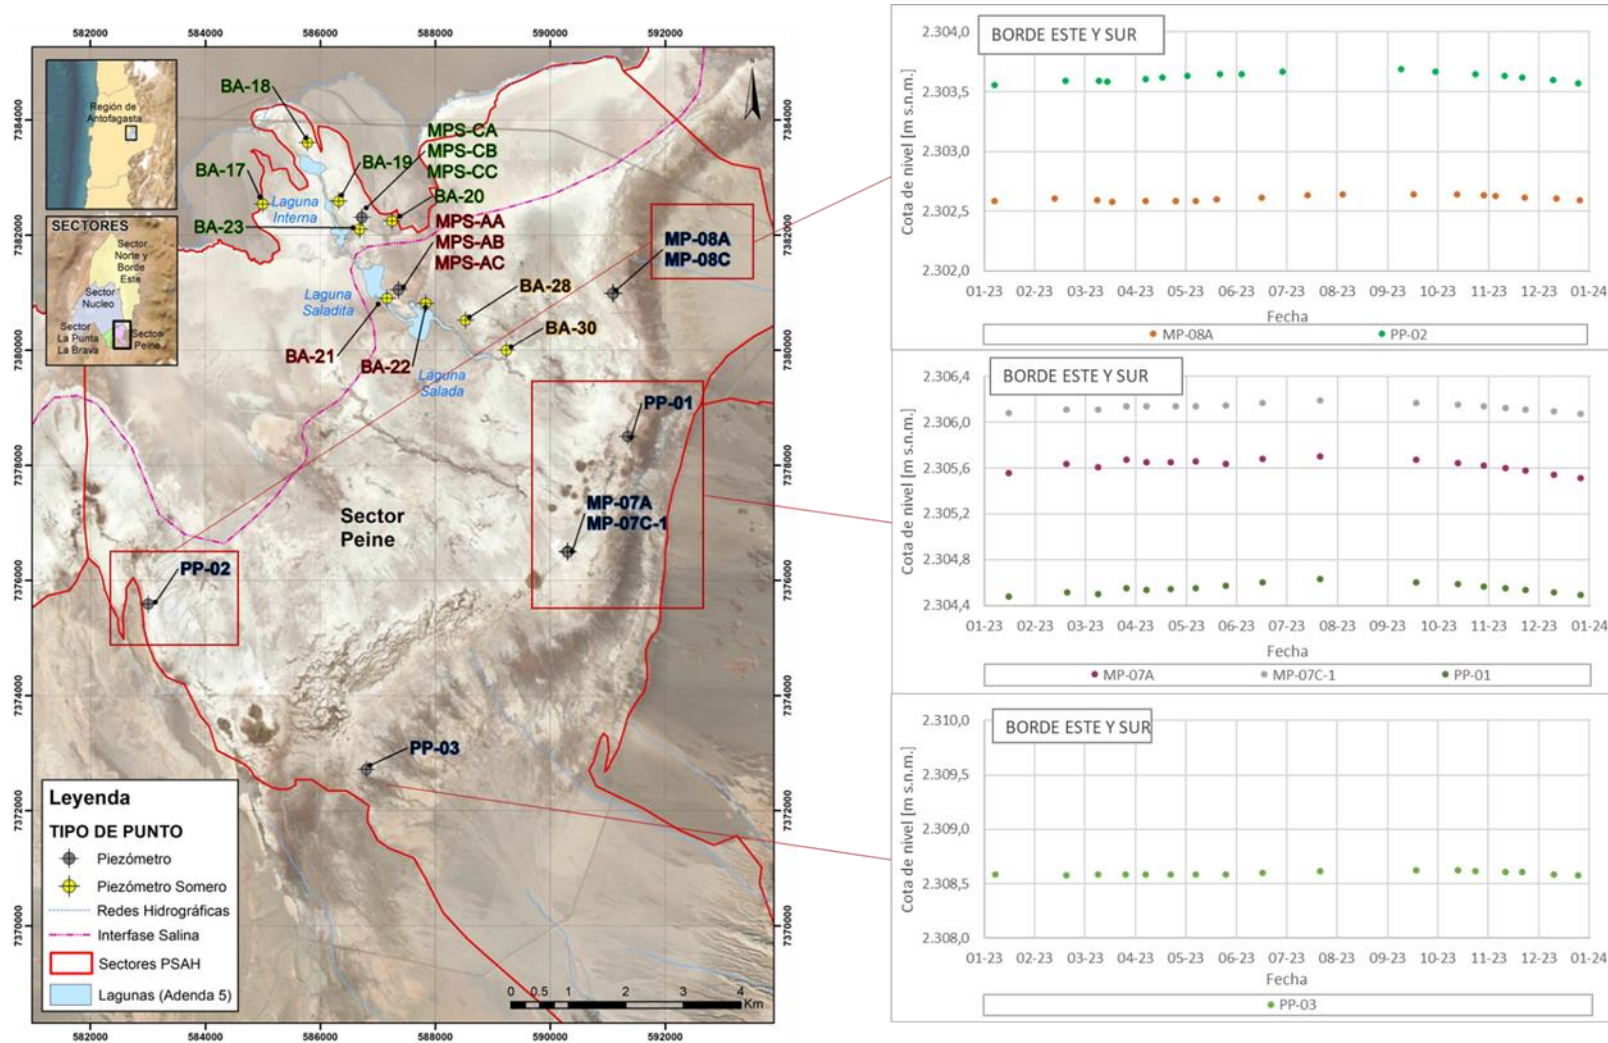 582000 584000 586000 588000 590000 592000
7384000
7382000
7380000
7378000
7376000
7374000
7372000
7370000
Región de
Antofagasta
SECTORES
Sector
Norte y
Borde
Este
Sector
Nucleo
Sector
La Punta
La Brava
Sector
Peine
N
BA-18
MPS-CA
MPS-CB
MPS-CC
BA-17
BA-19
BA-20
Laguna
Interna
BA-23
MPS-AA
MPS-AB
MPS-AC
MP-08A
MP-08C
Laguna
Saladita
BA-28
BA-30
BA-21
BA-22
Laguna
Salada
PP-01
MP-07A
MP-07C-1
Sector
Peine
PP-02
PP-03
Leyenda
TIPO DE PUNTO
Piezómetro
Piezómetro Somero
Redes Hidrográficas
Interfase Salina
Sectores PSAH
Lagunas (Adenda 5)
0 0.5 1 2 3 4
Km
7384000
7382000
7380000
7378000
7376000
7374000
7372000
7370000
582000 584000 586000 588000 590000 592000
BORDE ESTE Y SUR
Cota de nivel [m s.n.m.]
2.304,0
2.303,5
2.303,0
2.302,5
2.302,0
01-23 02-23 03-23 04-23 05-23 06-23 07-23 08-23 09-23 10-23 11-23 12-23 01-24
Fecha
MP-08A PP-02
BORDE ESTE Y SUR
Cota de nivel [m s.n.m.]
2.306,4
2.306,0
2.305,6
2.305,2
2.304,8
2.304,4
01-23 02-23 03-23 04-23 05-23 06-23 07-23 08-23 09-23 10-23 11-23 12-23 01-24
Fecha
MP-07A MP-07C-1 PP-01
BORDE ESTE Y SUR
Cota de nivel [m s.n.m.]
2.310,0
2.309,5
2.309,0
2.308,5
2.308,0
01-23 02-23 03-23 04-23 05-23 06-23 07-23 08-23 09-23 10-23 11-23 12-23 01-24
Fecha
PP-03